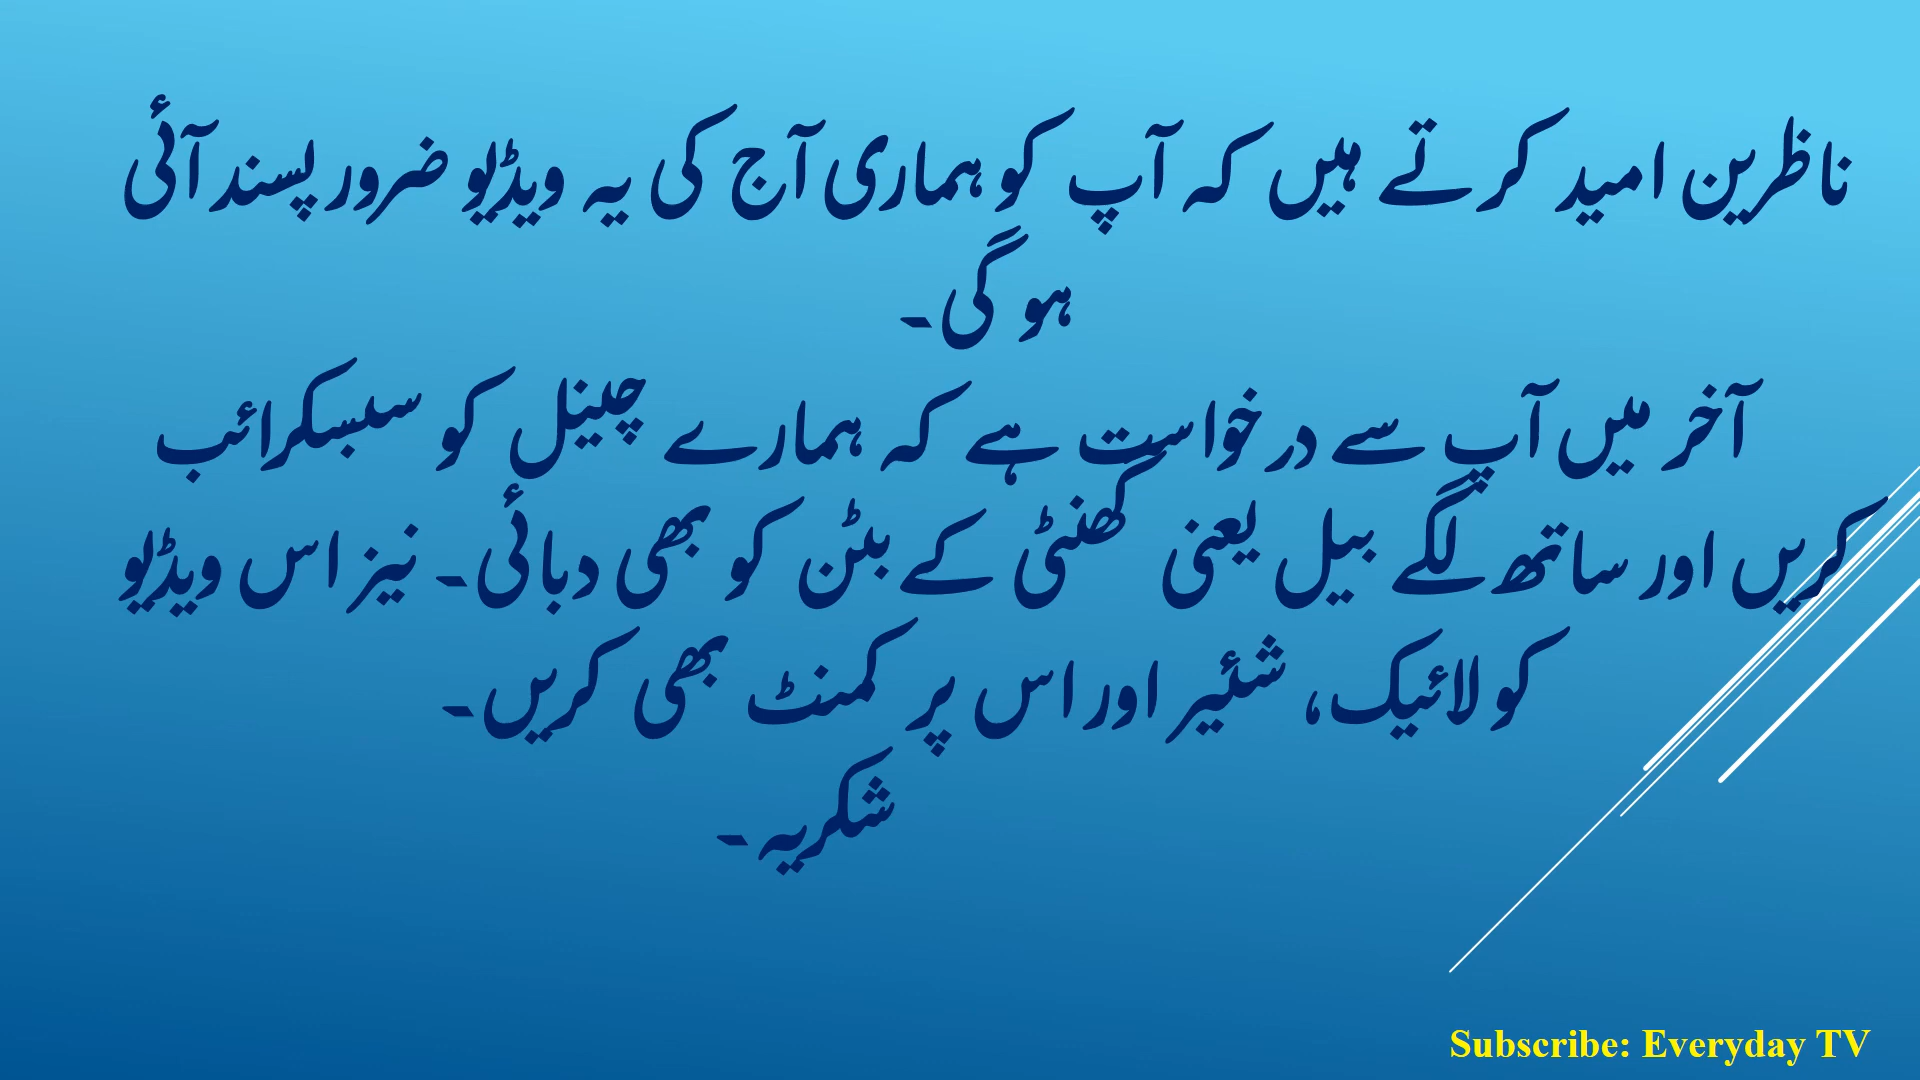 ناظرین امید کرتے ہیں کہ آپ کو ہماری آج کی یہ ویڈیو ضرور پسند آئی
ہو گی۔
آخر میں آپ سے درخواست ہے کہ ہمارے چینل کو سبسکرائب
کریں اور ساتھ لگے بیل یعنی گھنٹی کے بٹن کو بھی دبائی۔ نیز اس ویڈیو
کو لائیک، شئیر اور اس پر کمنٹ بھی کریں۔
شکریہ۔
Subscribe: Everyday TV